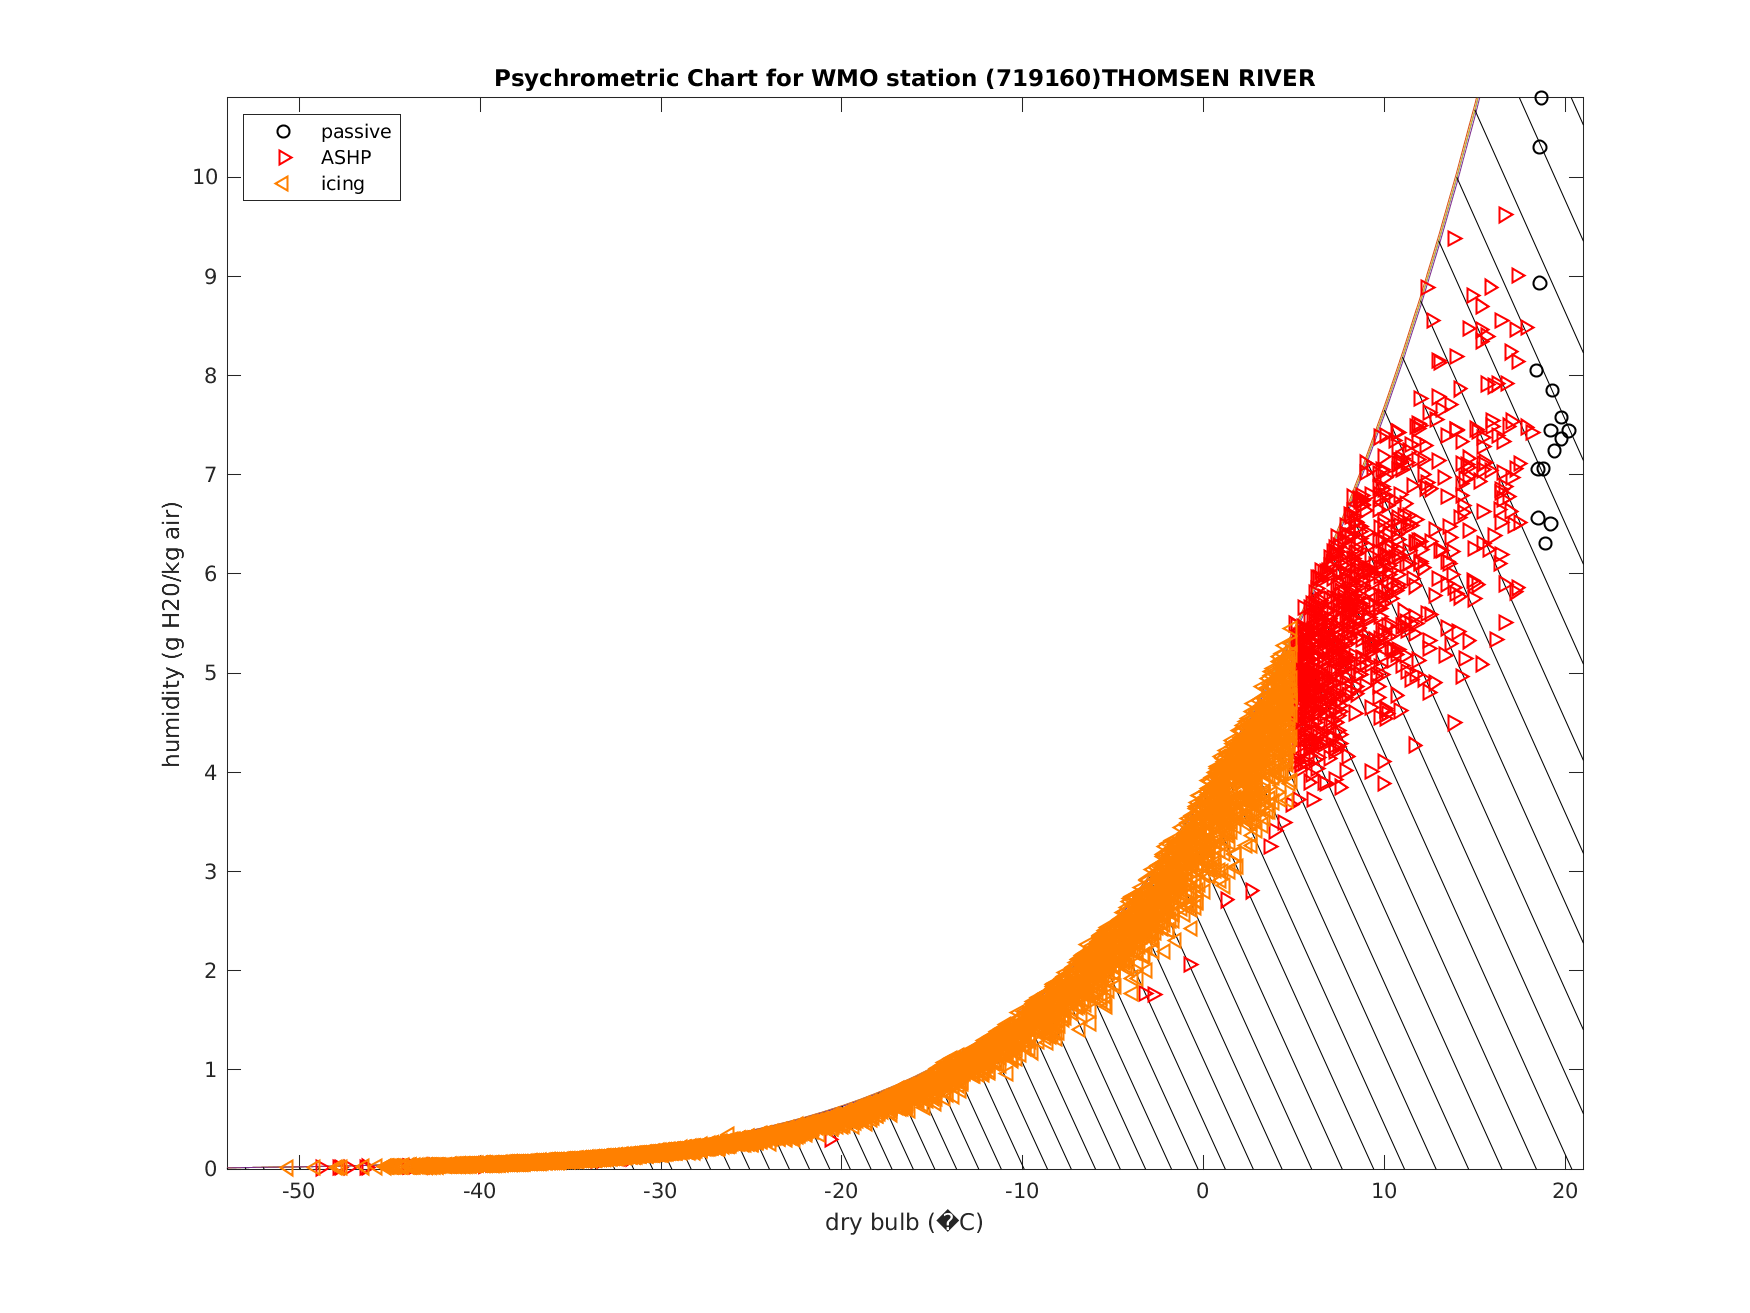 Psychrometric Chart for WMO station (719160)THOMSEN RIVER
passive
ASHP
icing
humidity (g H20/kg air)
10
9
8
7
6
5
4
3
2
1
0
-50 -40 -30 -20 -10 0 10 20
dry bulb (�C)